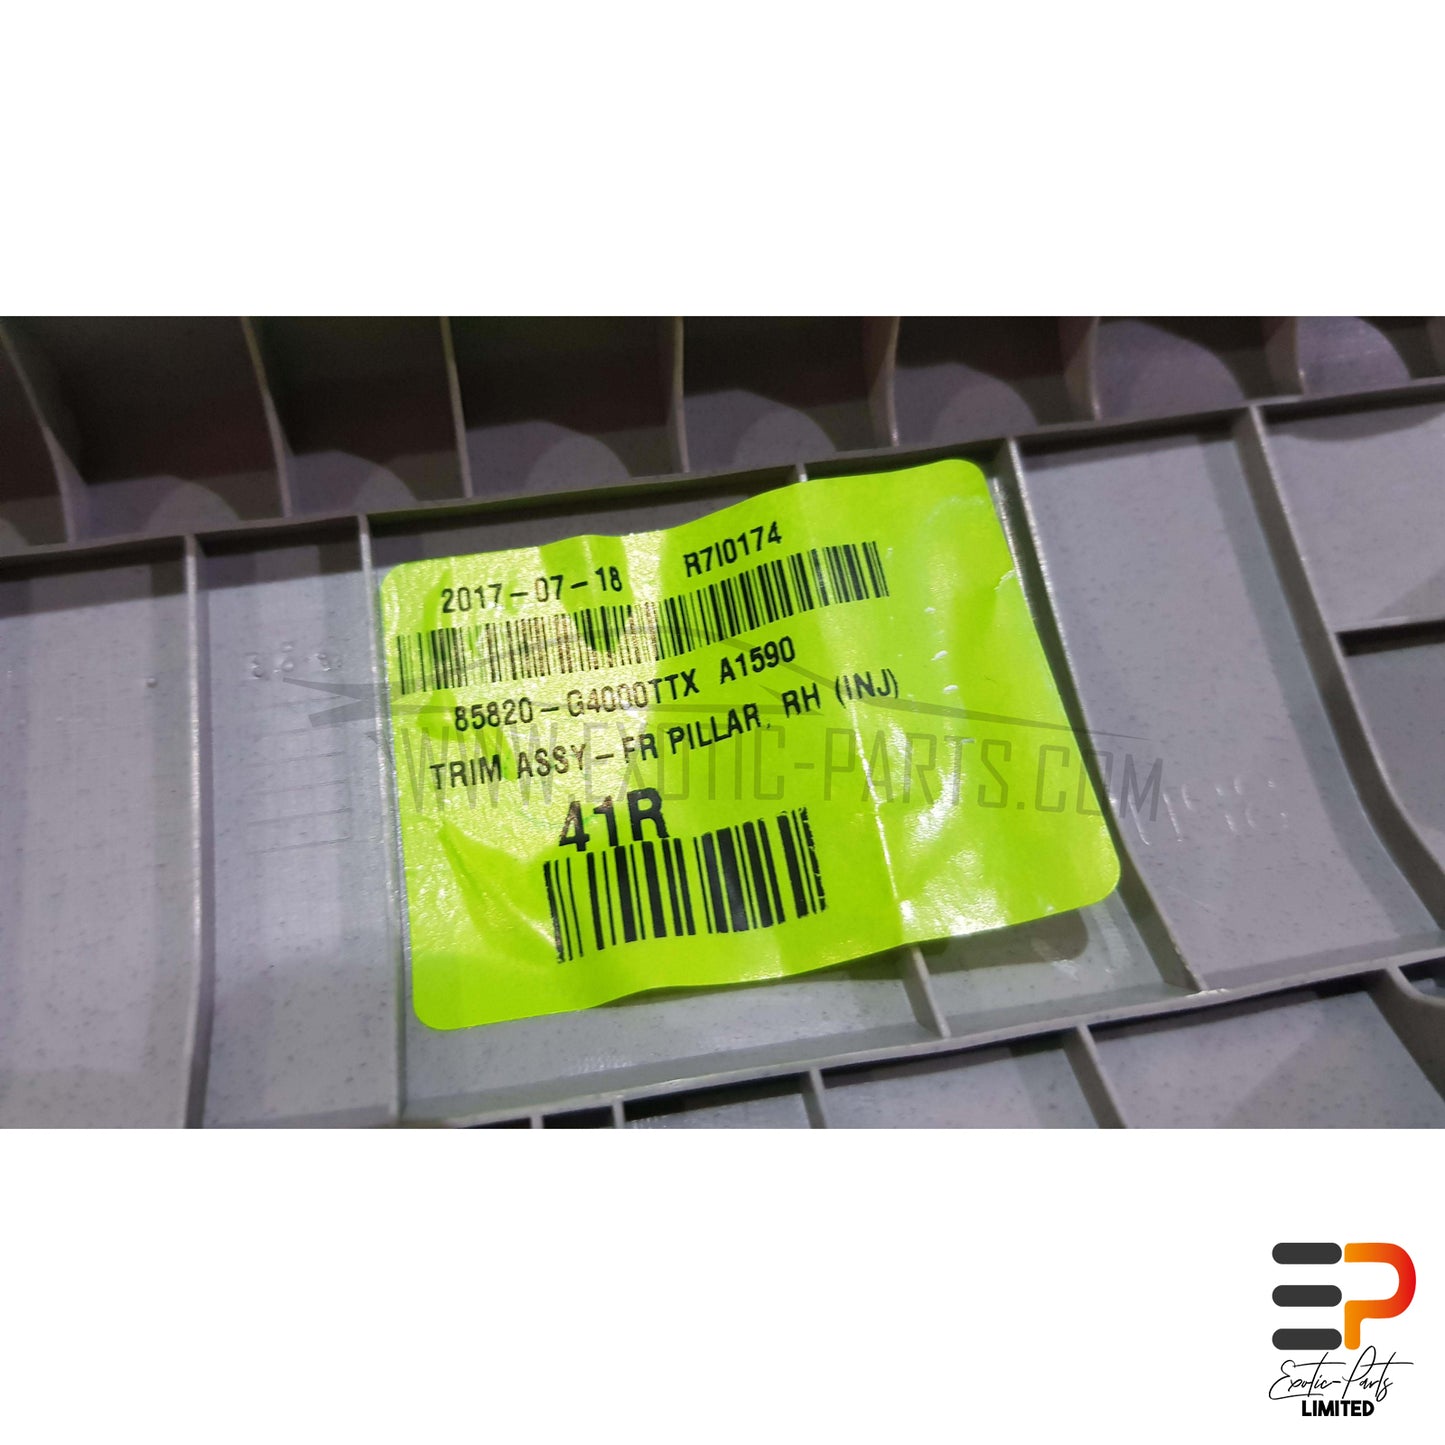 2017-07-18 R7I0174
85820-G4000TTX A1590
TRIM ASSY-FR PILLAR, RH (INJ)
41R
WWW.EXOTIC-PARTS.COM
EP
Exotic-Parts
LIMITED